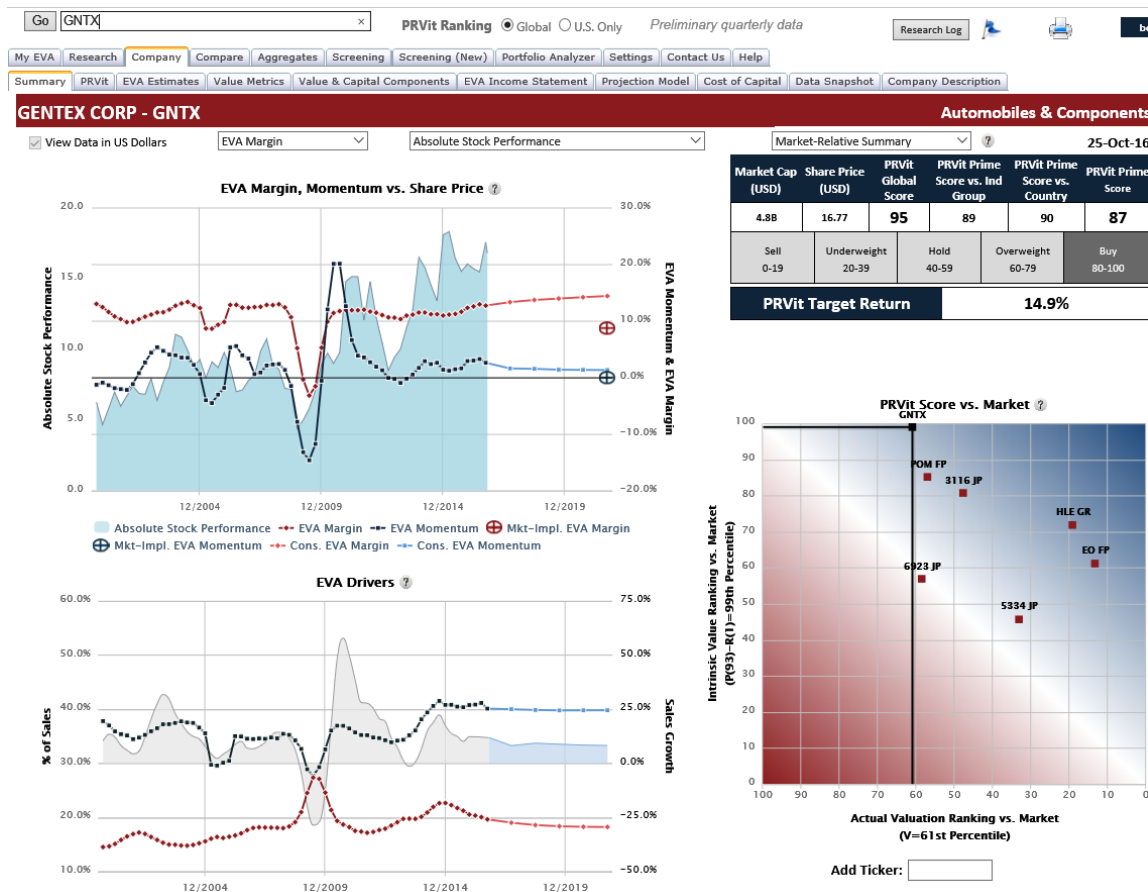 Go GNTX × PRVit Ranking Global U.S. Only Preliminary quarterly data Research Log
My EVA Research Company Compare Aggregates Screening Screening (New) Portfolio Analyzer Settings Contact Us Help
Summary PRVit EVA Estimates Value Metrics Value & Capital Components EVA Income Statement Projection Model Cost of Capital Data Snapshot Company Description
GENTEX CORP - GNTX Automobiles & Components
View Data in US Dollars EVA Margin Absolute Stock Performance Market-Relative Summary ? 25-Oct-16
EVA Margin, Momentum vs. Share Price ?
20.0 30.0%
15.0 20.0%
10.0%
10.0
0.0%
5.0
-10.0%
0.0 -20.0%
Absolute Stock Performance
EVA Momentum & EVA Margin
12/2004 12/2009 12/2014 12/2019
Absolute Stock Performance EVA Margin EVA Momentum Mkt-Impl. EVA Margin
Mkt-Impl. EVA Momentum Cons. EVA Margin Cons. EVA Momentum
EVA Drivers ?
60.0% 75.0%
50.0% 50.0%
40.0% 25.0%
30.0% 0.0%
20.0% -25.0%
10.0% -50.0%
% of Sales
Sales Growth
12/2004 12/2009 12/2014 12/2019
Market Cap (USD) Share Price (USD) PRVit Global Score PRVit Prime Score vs. Ind Group PRVit Prime Score vs. Country PRVit Prime Score
4.8B 16.77 95 89 90 87
Sell Underweight Hold Overweight Buy
0-19 20-39 40-59 60-79 80-100
PRVit Target Return 14.9%
PRVit Score vs. Market ?
GNTX
POM FP
3116 JP
HLE GR
EO FP
6923 JP
5334 JP
100
90
80
70
60
50
40
30
20
10
0
Intrinsic Value Ranking vs. Market
(P(93)-R(1)=99th Percentile)
100 90 80 70 60 50 40 30 20 10 0
Actual Valuation Ranking vs. Market
(V=61st Percentile)
Add Ticker: